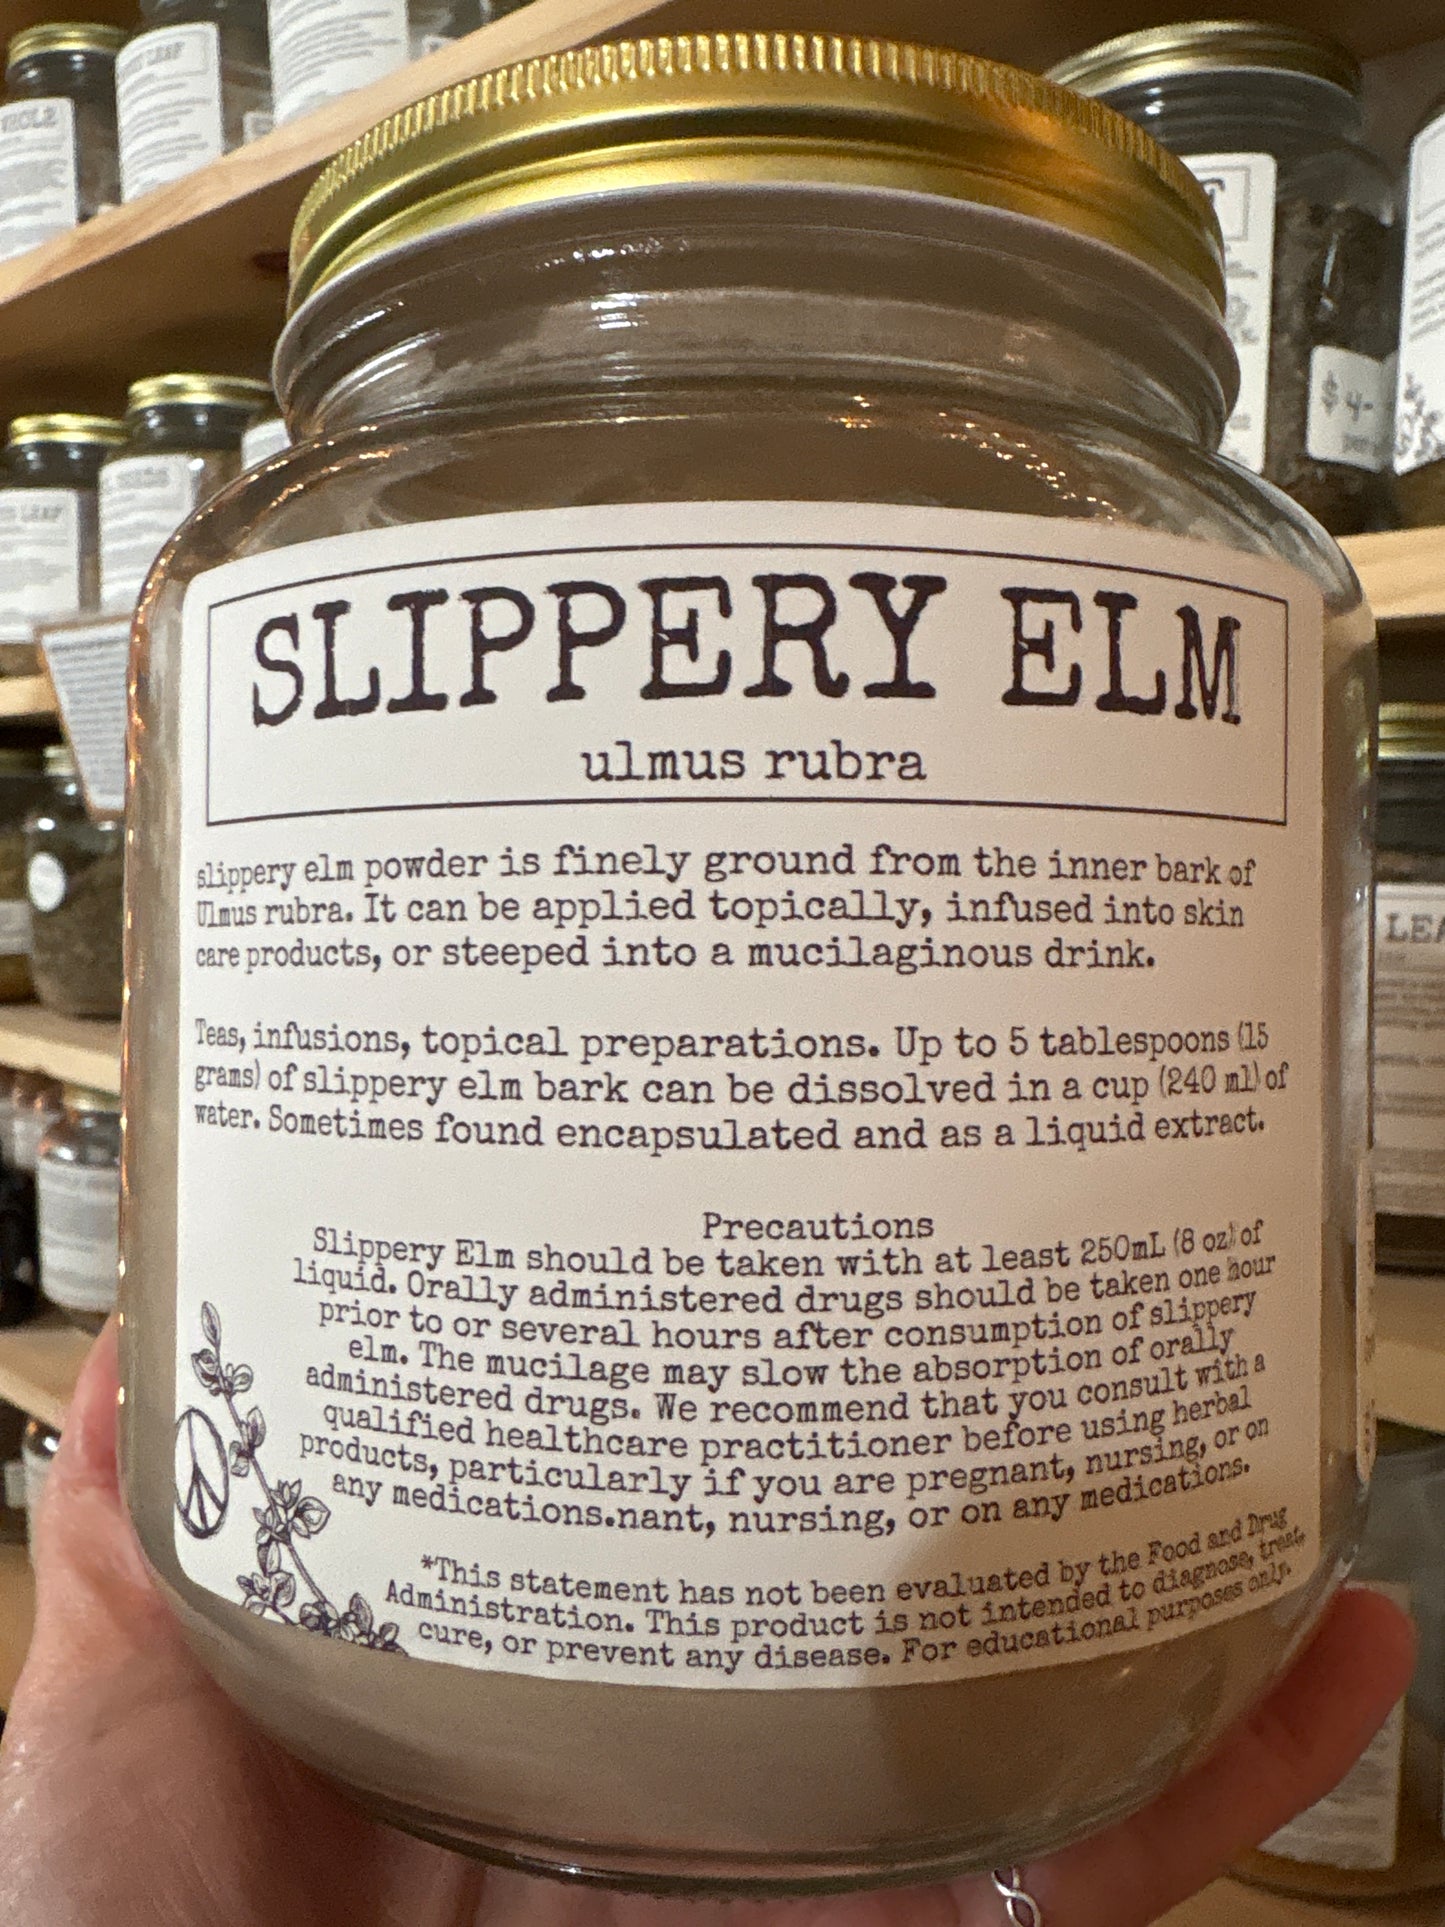 SLIPPERY ELM
ulmus rubra
slippery elm powder is finely ground from the inner bark of
Ulmus rubra. It can be applied topically, infused into skin
care products, or steeped into a mucilaginous drink.
Teas, infusions, topical preparations. Up to 5 tablespoons (15
grams) of slippery elm bark can be dissolved in a cup (240 ml) of
water. Sometimes found encapsulated and as a liquid extract.
Precautions
Slippery Elm should be taken with at least 250mL (8 oz) of
liquid. Orally administered drugs should be taken one hour
prior to or several hours after consumption of slippery
elm. The mucilage may slow the absorption of orally
administered drugs. We recommend that you consult with a
qualified healthcare practitioner before using herbal
products, particularly if you are pregnant, nursing, or on
any medications.nant, nursing, or on any medications.
*This statement has not been evaluated by the Food and Drug
Administration. This product is not intended to diagnose, treat,
cure, or prevent any disease. For educational purposes only.
$4-
LEAF